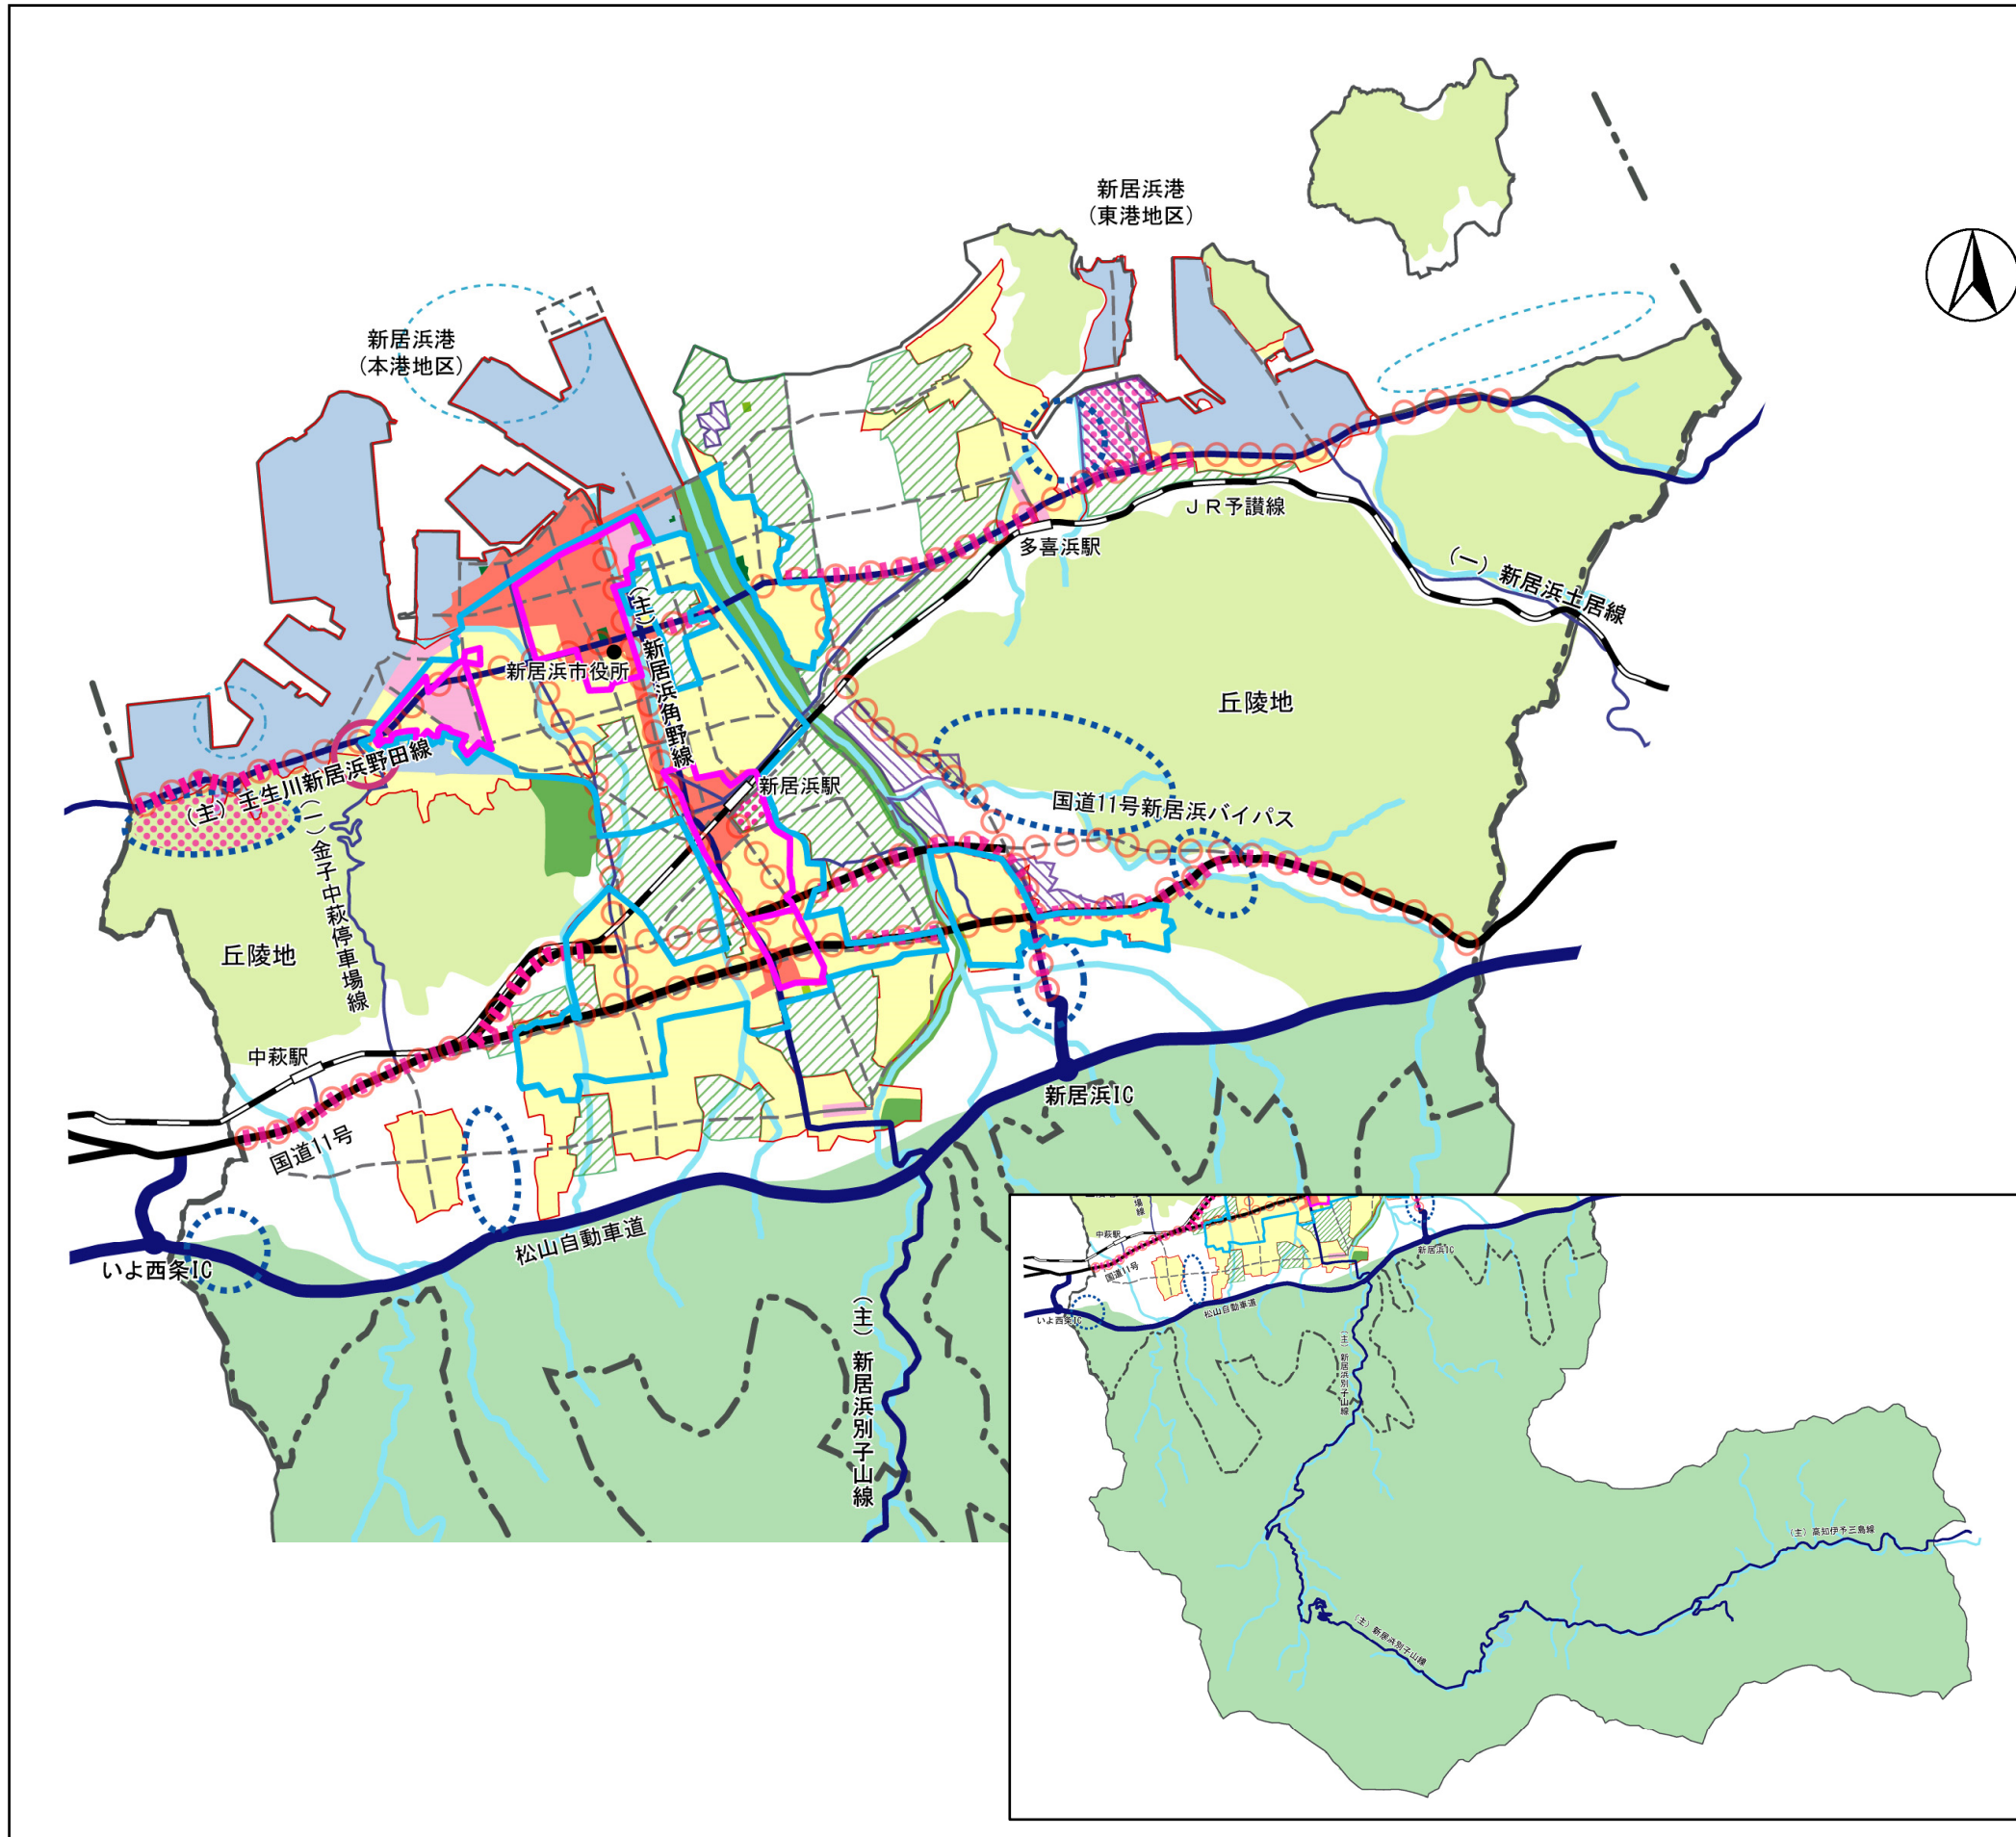 新居浜港
（東港地区）
新居浜港
（本港地区）
ＪＲ予讃線
多喜浜駅
（一）新居浜土居線
（主）新居浜角野線
新居浜市役所
丘陵地
（主）壬生川新居浜野田線
新居浜駅
国道11号新居浜バイパス
（一）金子中萩停車場線
丘陵地
中萩駅
新居浜IC
国道11号
松山自動車道
いよ西条IC
（主）新居浜別子山線
場線
中萩駅
新居浜IC
国道11号
松山自動車道
いよ西条IC
（主）新居浜別子山線
（主）高知伊予三島線
（主）新居浜別子山線